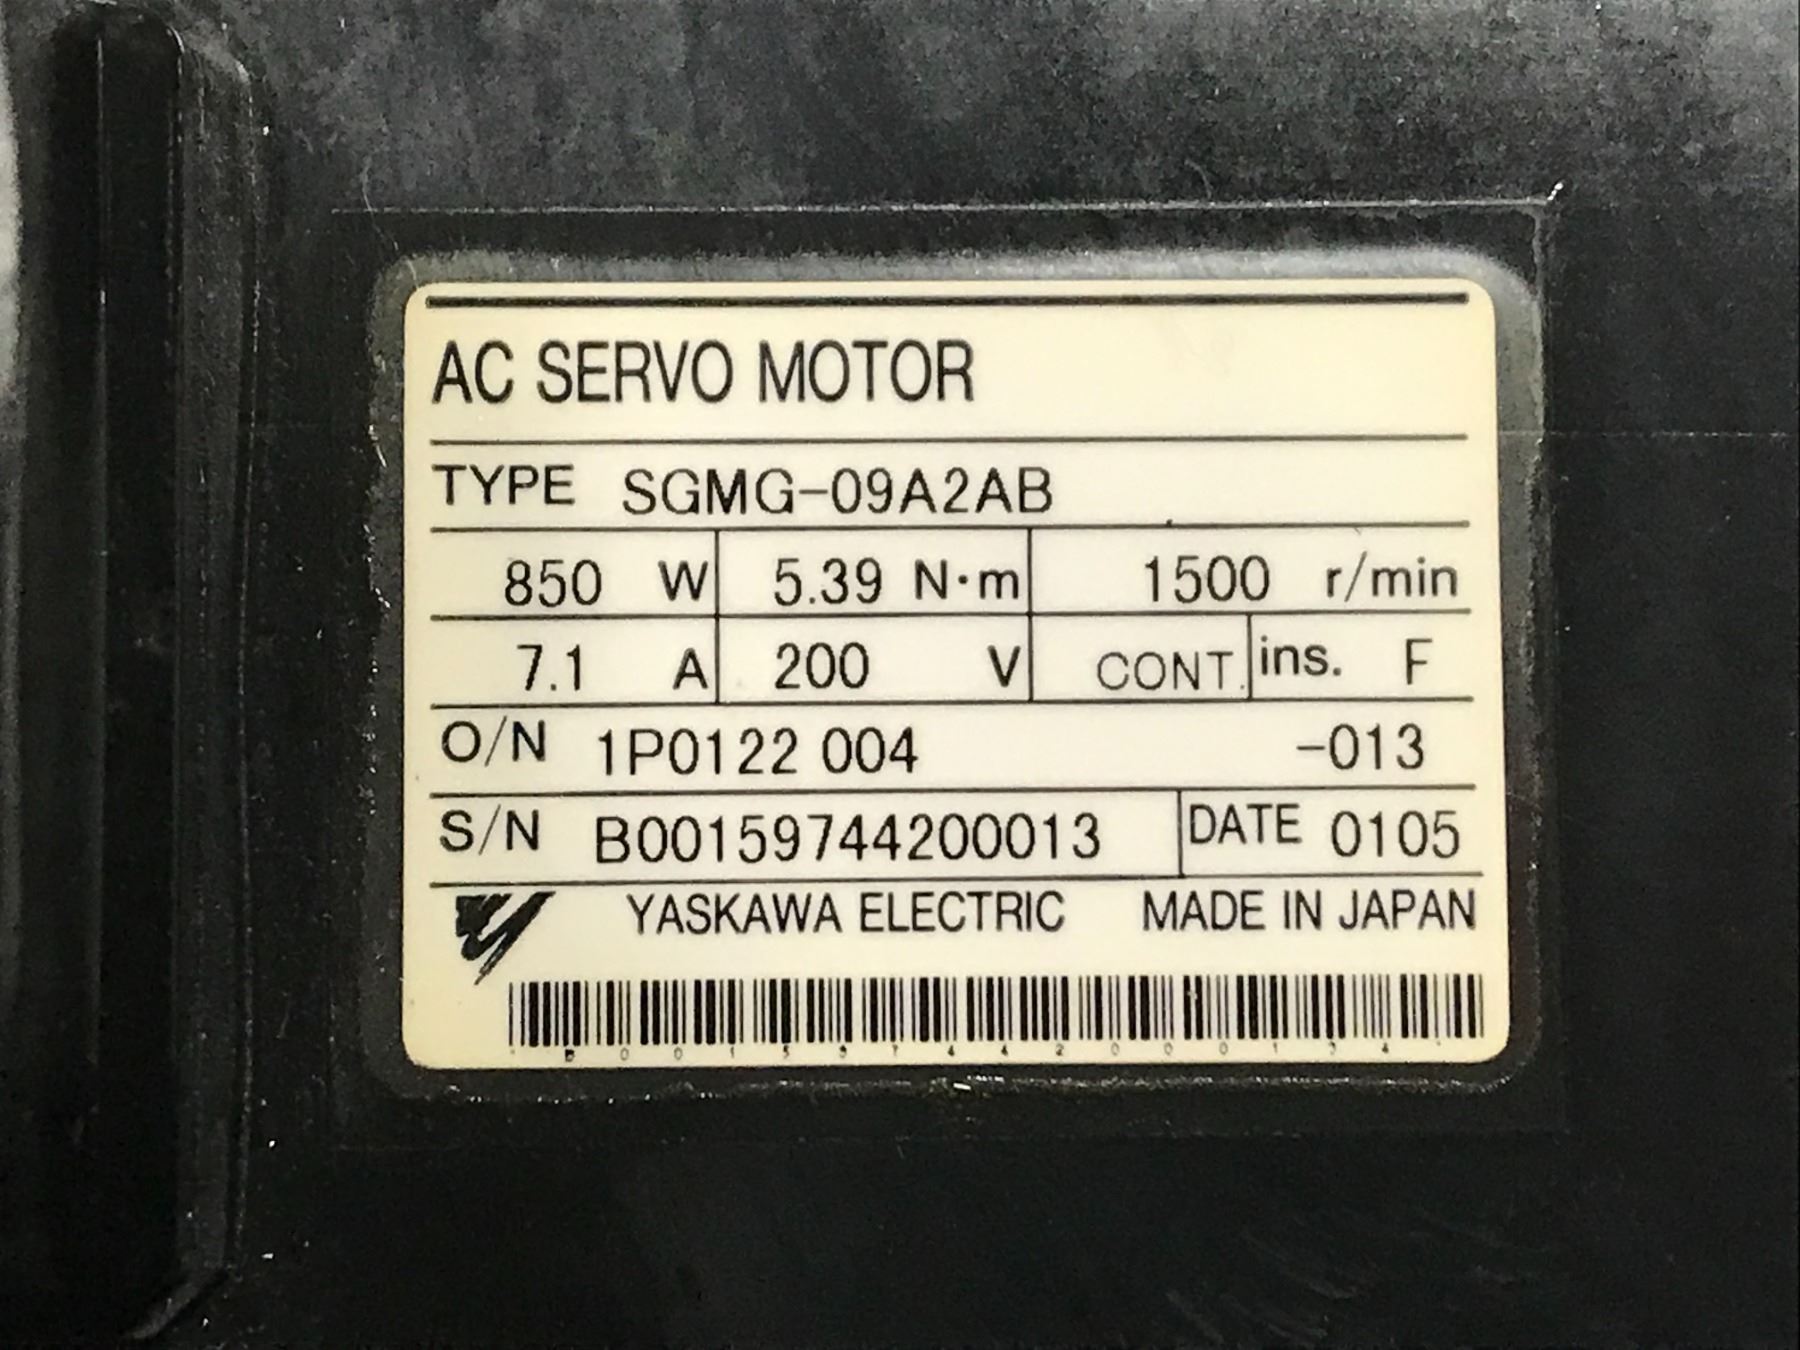 AC SERVO MOTOR
TYPE SGMG-09A2AB
850 W 5.39 N·m 1500 r/min
7.1 A 200 V CONT. ins. F
O/N 1P0122 004 -013
S/N B00159744200013 DATE 0105
YASKAWA ELECTRIC MADE IN JAPAN